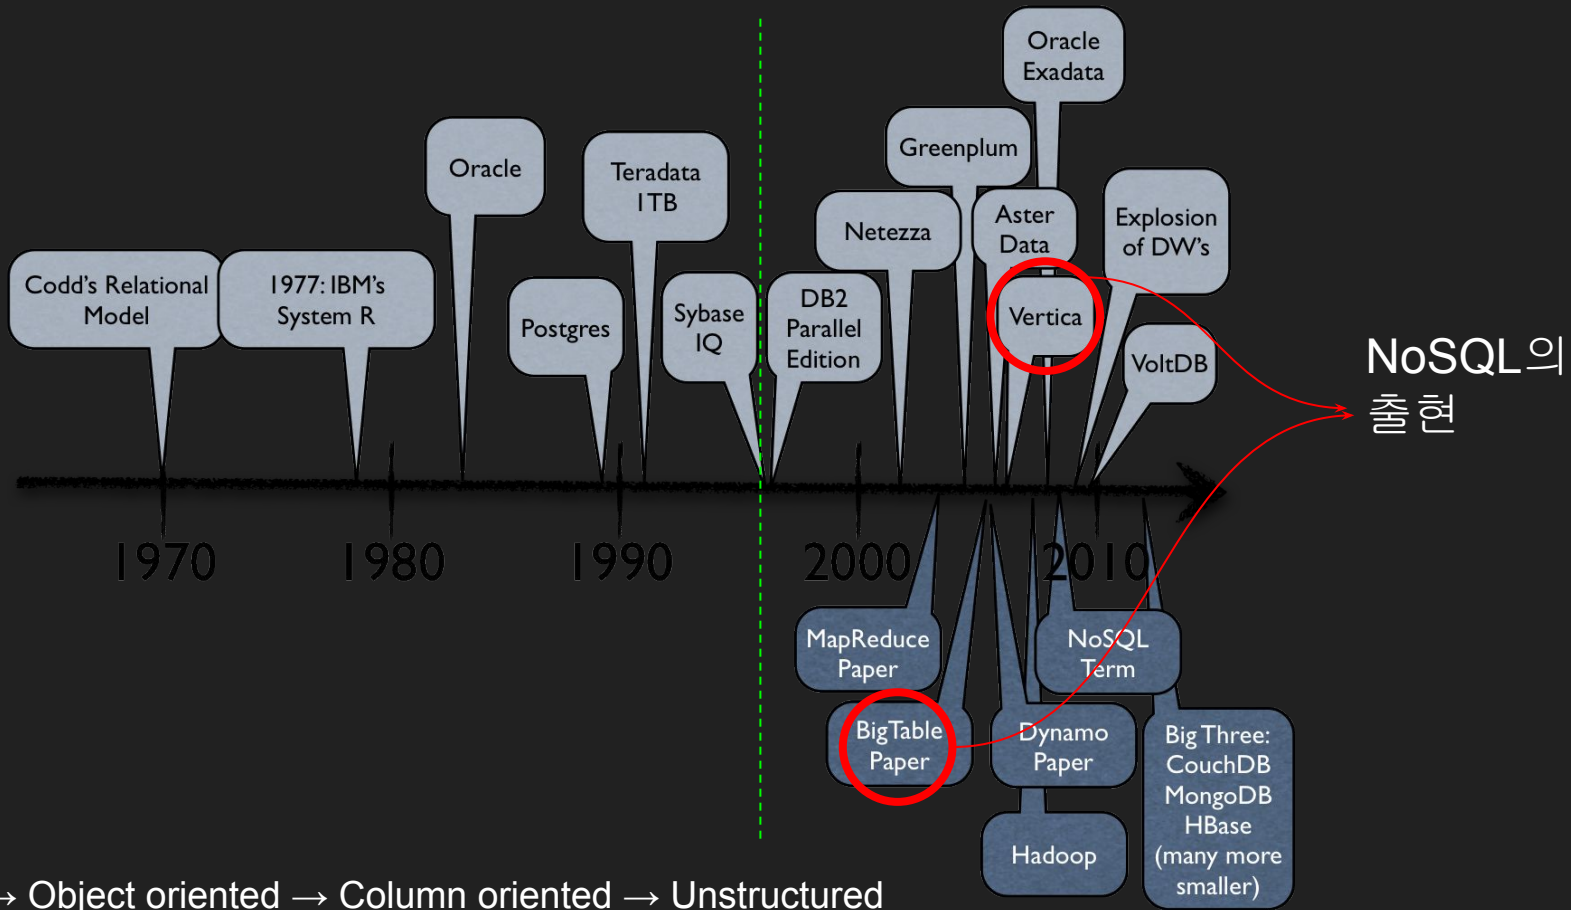 Oracle
Exadata
Greenplum
Oracle
Teradata
1TB
Netezza
Aster
Data
Explosion
of DW's
Codd's Relational
Model
1977: IBM's
System R
Postgres
Sybase
IQ
DB2
Parallel
Edition
Vertica
VoltDB
NoSQL의
출현
1970
1980
1990
2000
2010
MapReduce
Paper
NoSQL
Term
BigTable
Paper
Dynamo
Paper
Big Three:
CouchDB
MongoDB
HBase
(many more
smaller)
Hadoop
→ Object oriented → Column oriented → Unstructured